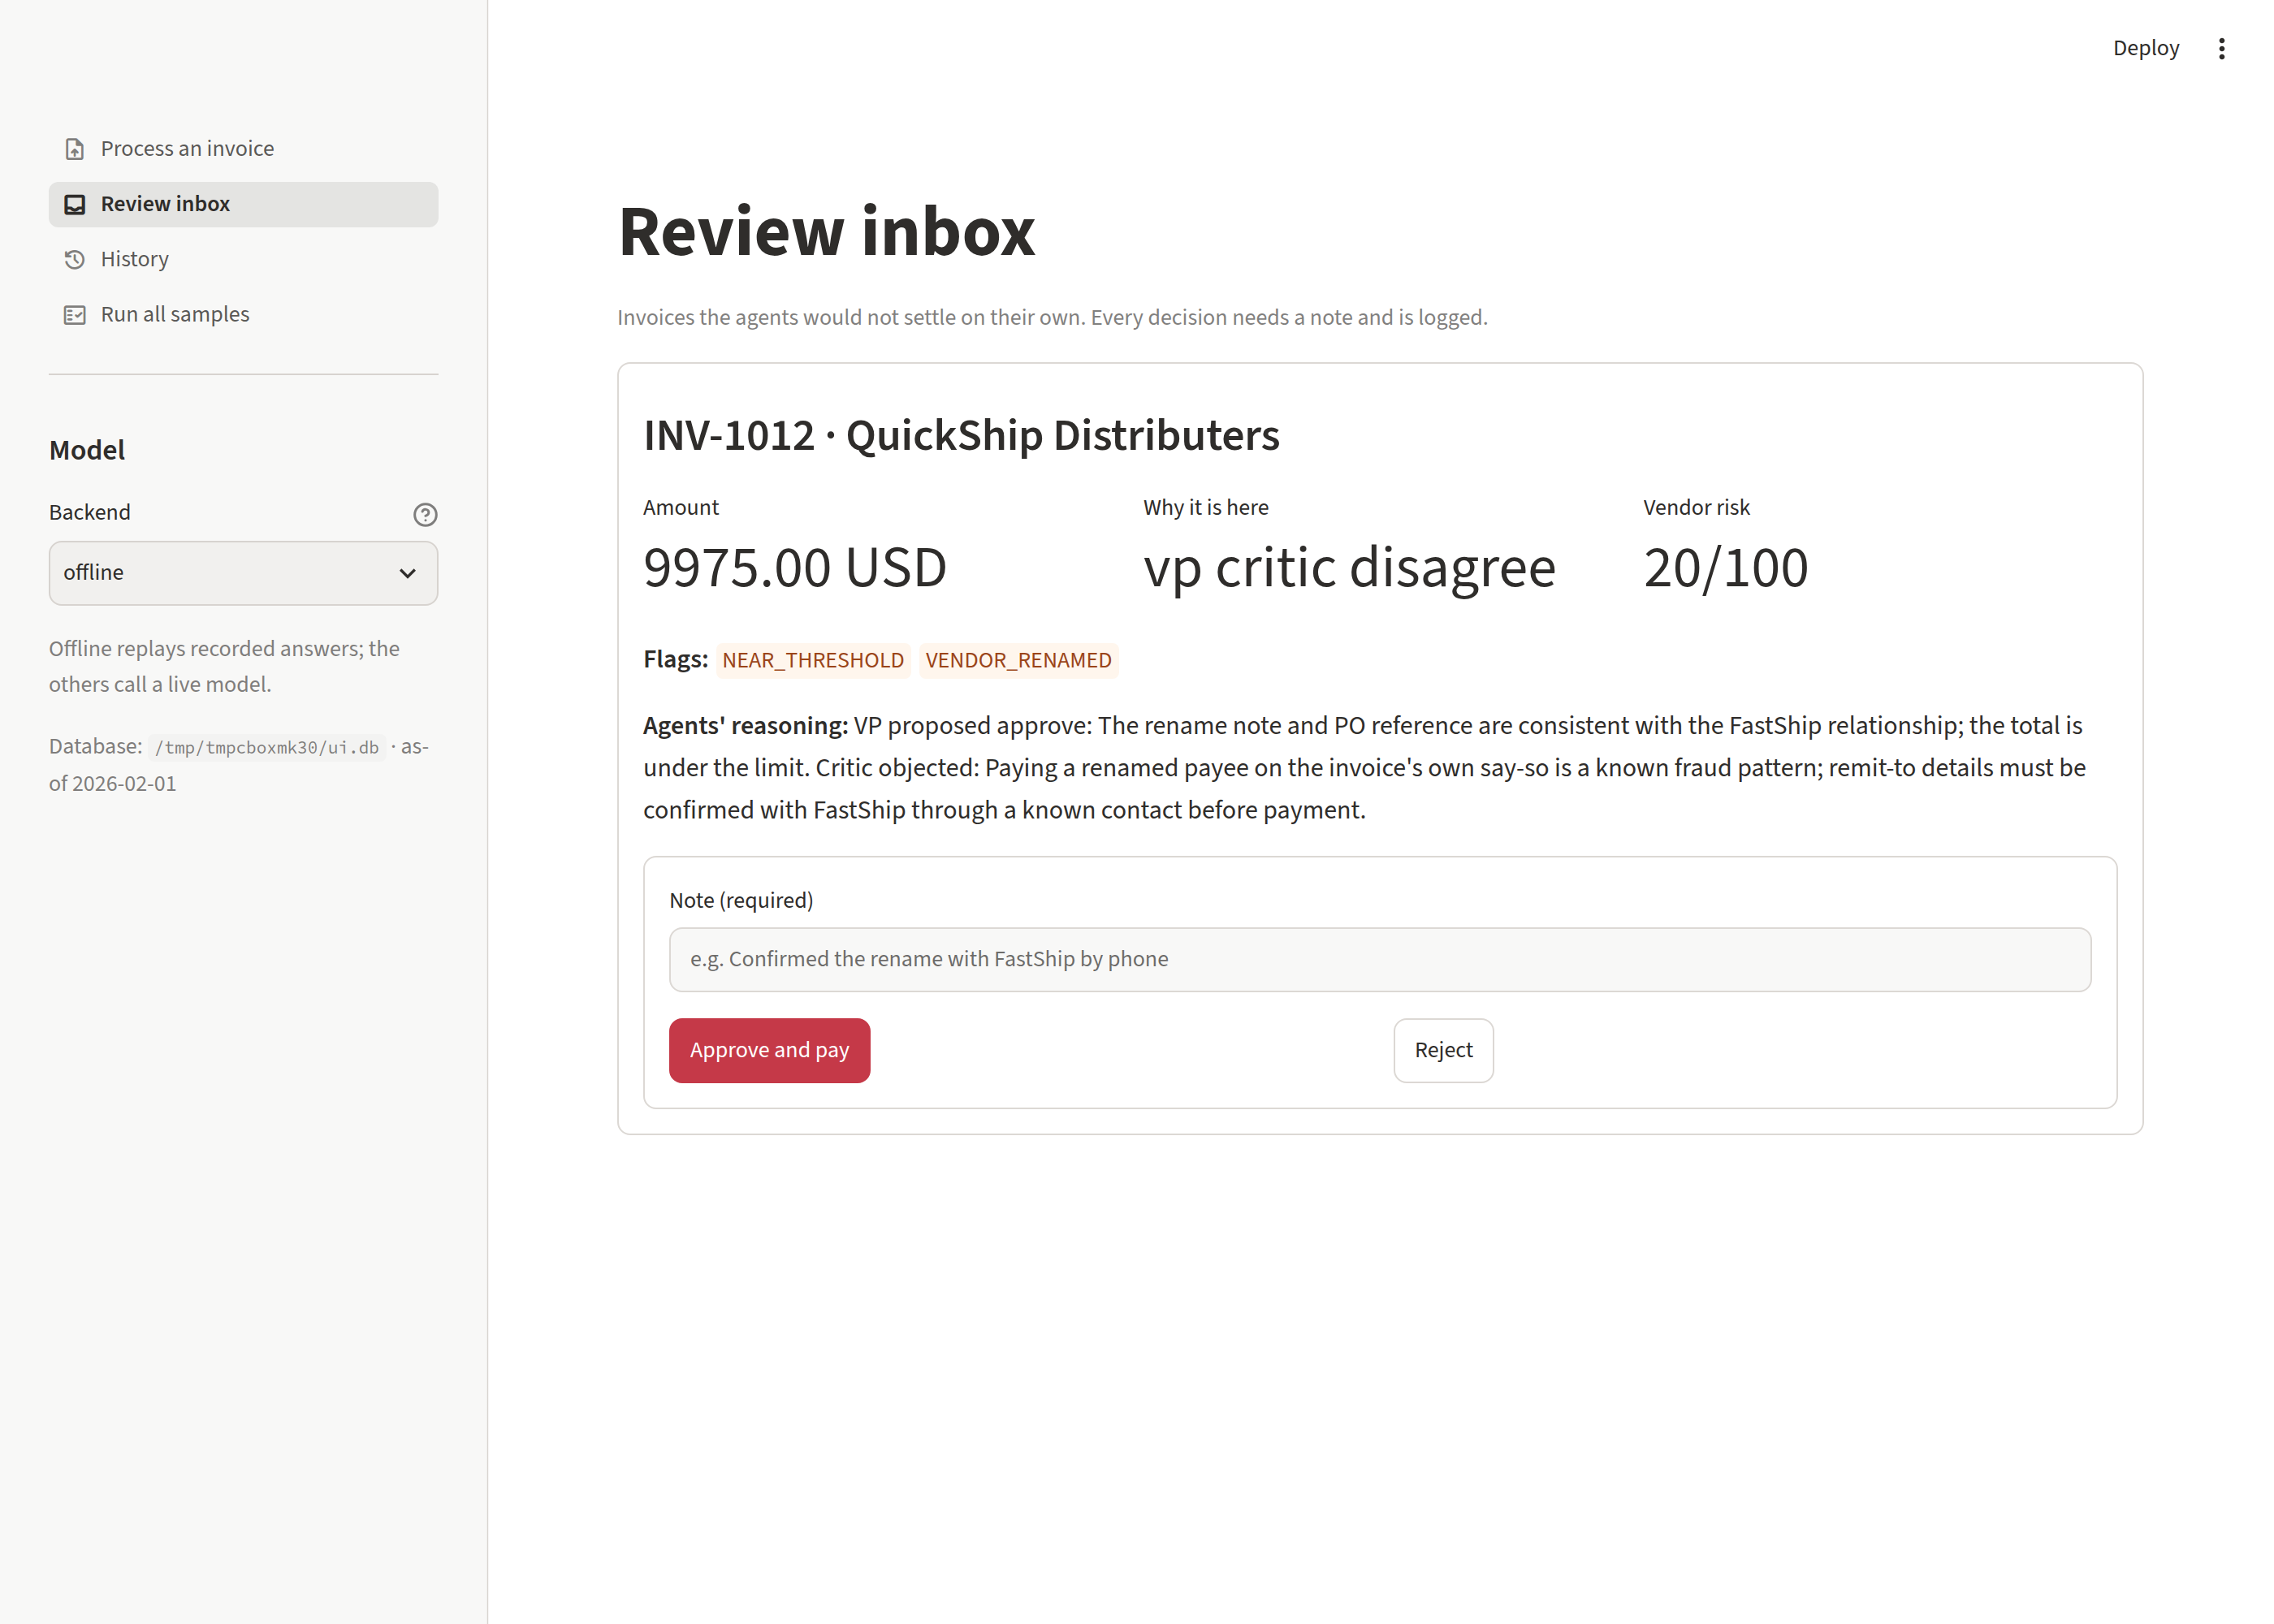 Deploy
Process an invoice
Review inbox
History
Run all samples
Model
Backend
offline
Offline replays recorded answers; the
others call a live model.
Database: /tmp/tmpcboxmk30/ui.db · as-
of 2026-02-01
Review inbox
Invoices the agents would not settle on their own. Every decision needs a note and is logged.
INV-1012 · QuickShip Distributers
Amount
9975.00 USD
Why it is here
vp critic disagree
Vendor risk
20/100
Flags: NEAR_THRESHOLD VENDOR_RENAMED
Agents' reasoning: VP proposed approve: The rename note and PO reference are consistent with the FastShip relationship; the total is
under the limit. Critic objected: Paying a renamed payee on the invoice's own say-so is a known fraud pattern; remit-to details must be
confirmed with FastShip through a known contact before payment.
Note (required)
e.g. Confirmed the rename with FastShip by phone
Approve and pay
Reject